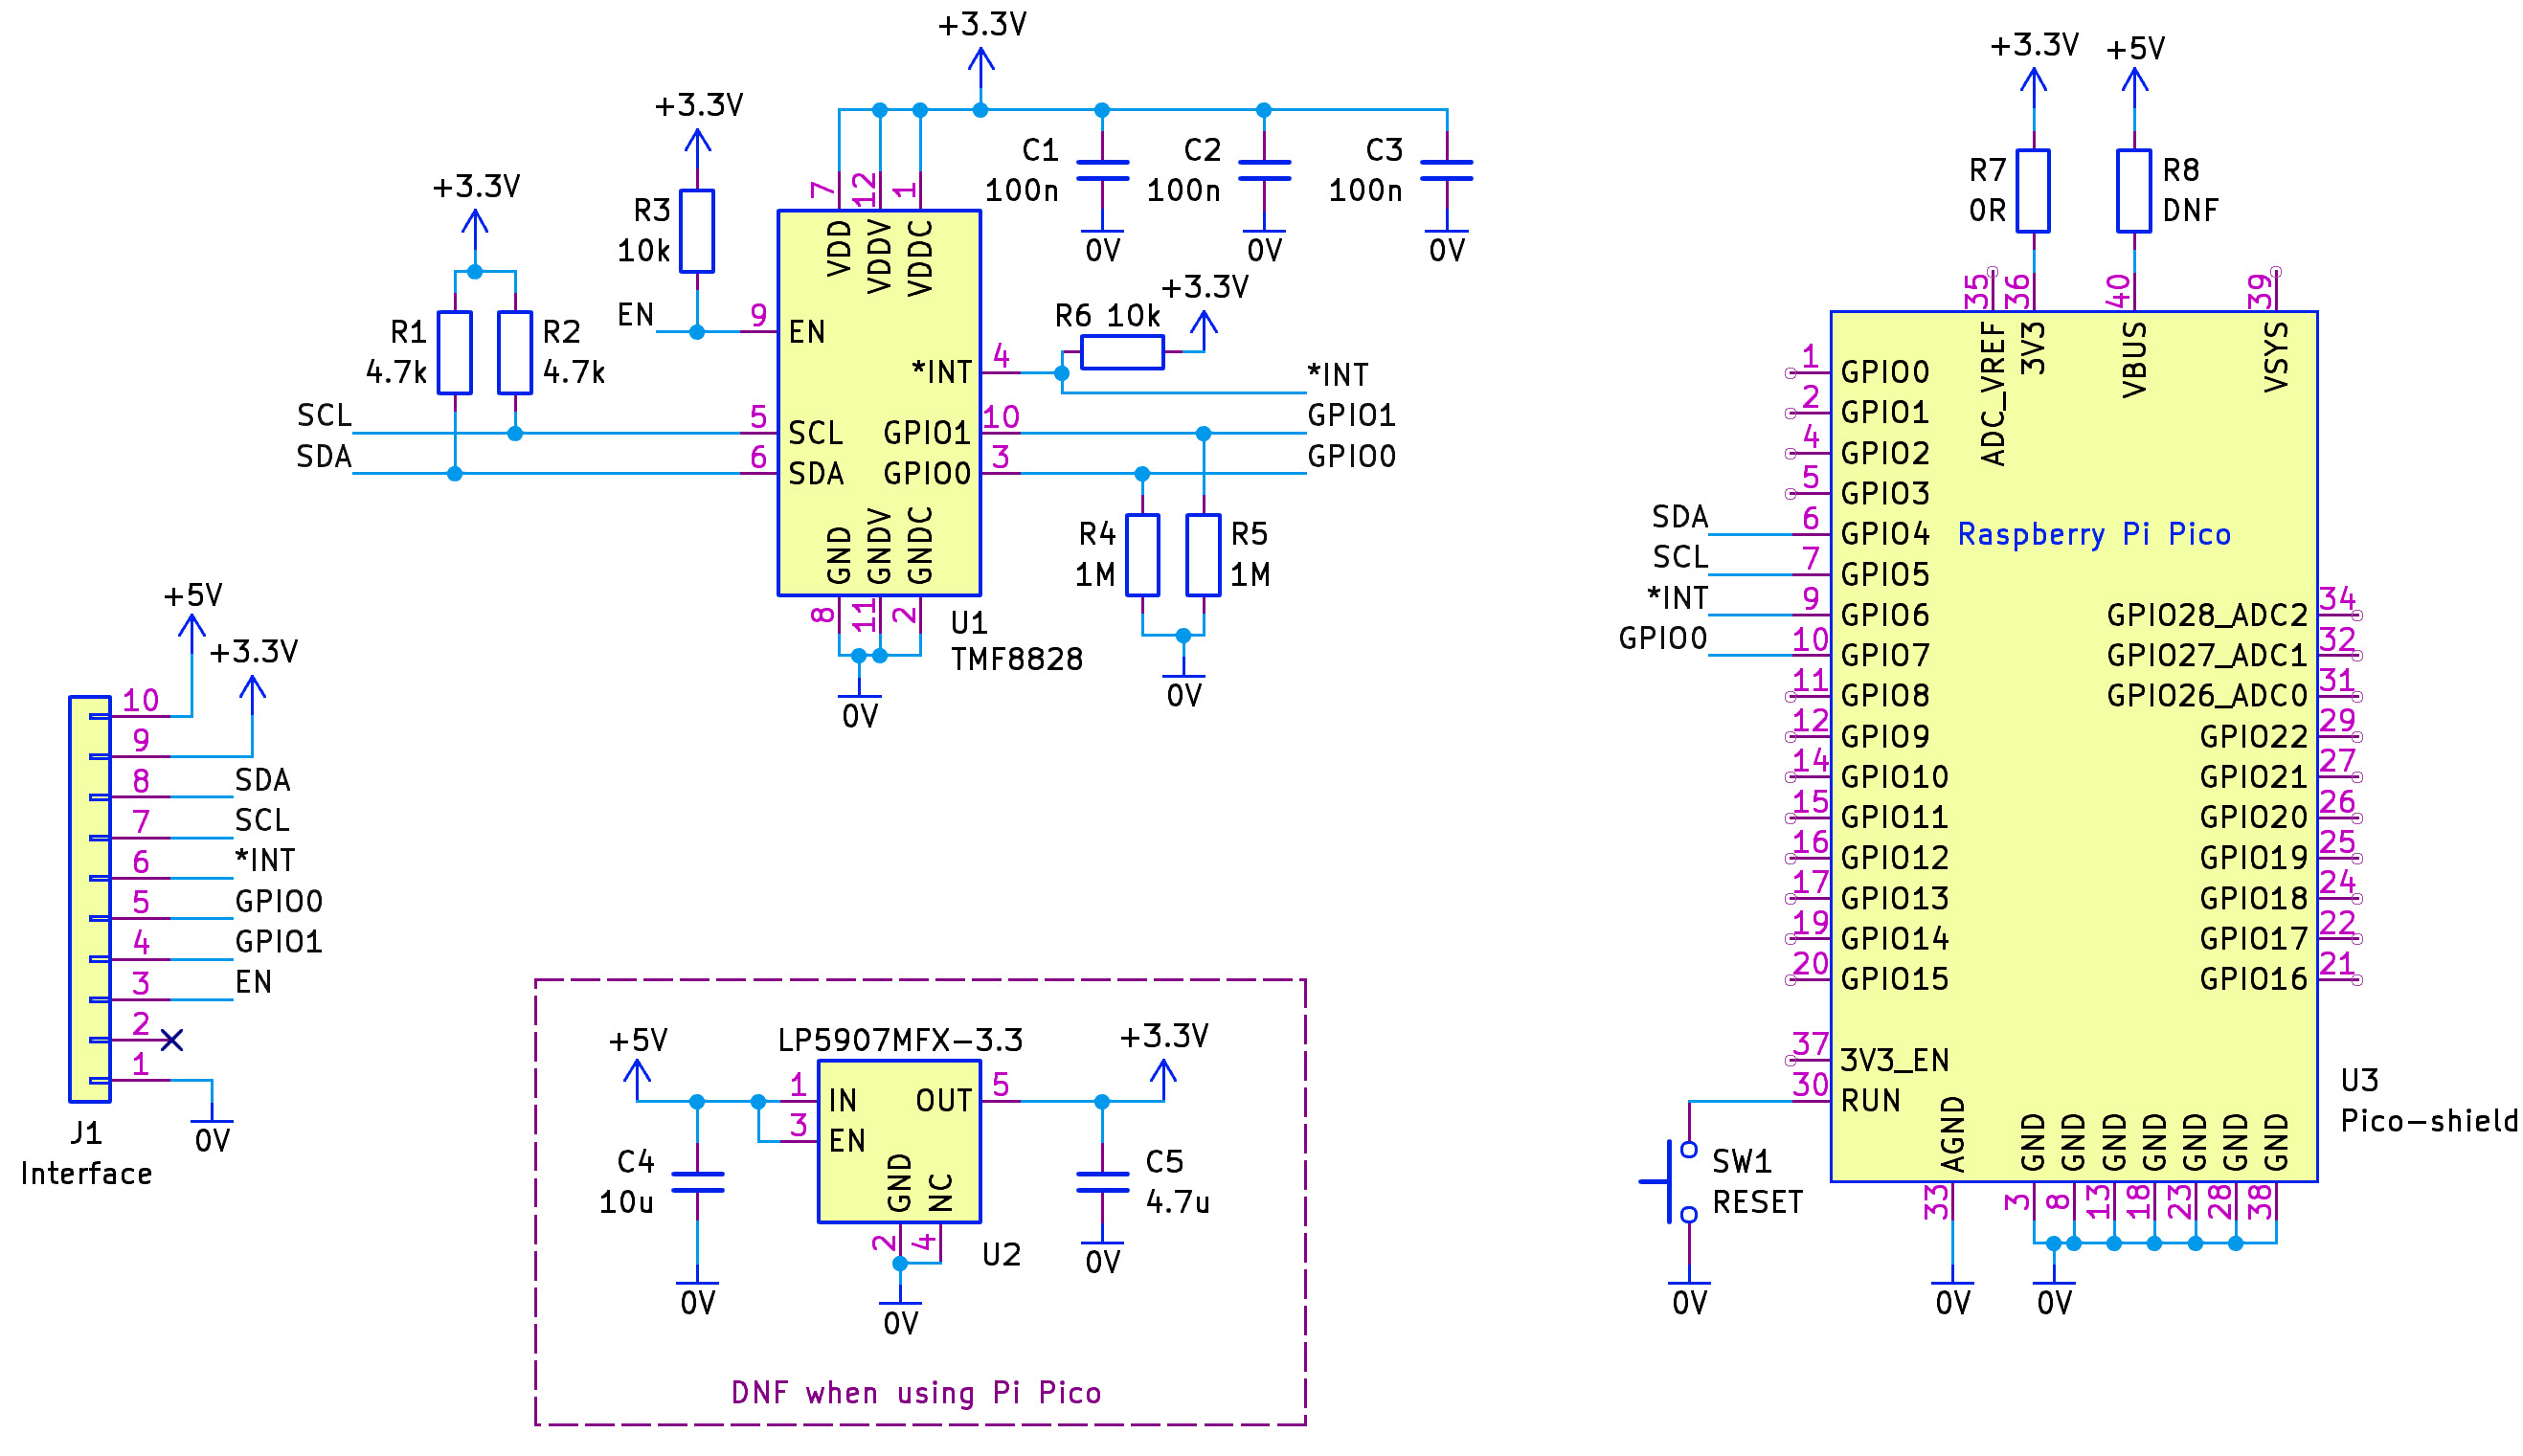 +3.3V
+3.3V
+3.3V
R1
4.7k
R2
4.7k
R3
10k
C1
100n
0V
C2
100n
0V
C3
100n
0V
7
12
1
VDD
VDDV
VDDC
EN
9
EN
SCL
5
SCL
SDA
6
SDA
*INT
4
*INT
R6 10k
+3.3V
GPIO1
10
GPIO1
GPIO0
3
GPIO0
GND
GNDV
GNDC
8
11
2
0V
U1
TMF8828
R4
1M
R5
1M
0V
+5V
+3.3V
10
9
8
SDA
7
SCL
6
*INT
5
GPIO0
4
GPIO1
3
EN
2
1
0V
J1
Interface
+5V
LP5907MFX-3.3
+3.3V
1
IN
OUT
5
3
EN
GND
NC
C4
10u
0V
2
4
0V
U2
C5
4.7u
0V
DNF when using Pi Pico
+3.3V
+5V
R7
0R
R8
DNF
35
36
40
39
ADC_VREF
3V3
VBUS
VSYS
1
GPIO0
2
GPIO1
4
GPIO2
5
GPIO3
SDA
6
GPIO4
Raspberry Pi Pico
SCL
7
GPIO5
*INT
9
GPIO6
GPIO0
10
GPIO7
11
GPIO8
12
GPIO9
14
GPIO10
15
GPIO11
16
GPIO12
17
GPIO13
19
GPIO14
20
GPIO15
GPIO28_ADC2
34
GPIO27_ADC1
32
GPIO26_ADC0
31
GPIO22
29
GPIO21
27
GPIO20
26
GPIO19
25
GPIO18
24
GPIO17
22
GPIO16
21
37
3V3_EN
30
RUN
SW1
RESET
0V
AGND
GND
GND
GND
GND
GND
GND
GND
33
3
8
13
18
23
28
38
0V
0V
U3
Pico-shield